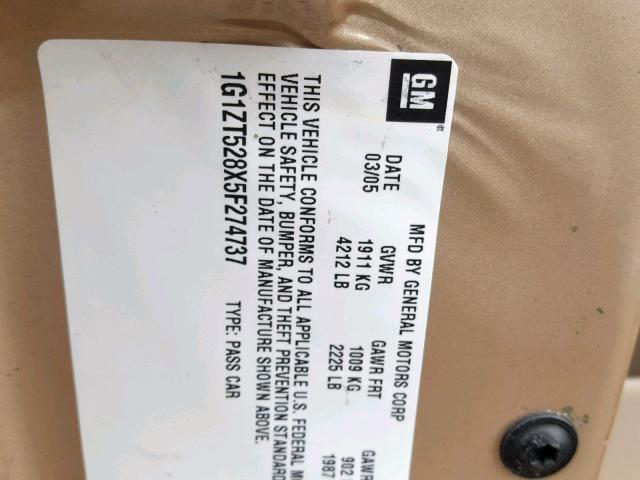 GM
MFD BY GENERAL MOTORS CORP
DATE GVWR GAWR FRT GAWR
03/05 1911 KG 1009 KG 902
4212 LB 2225 LB 1987
THIS VEHICLE CONFORMS TO ALL APPLICABLE U.S. FEDERAL
VEHICLE SAFETY, BUMPER, AND THEFT PREVENTION STANDARD
EFFECT ON THE DATE OF MANUFACTURE SHOWN ABOVE.
1G1ZT528X5F274737 TYPE: PASS CAR